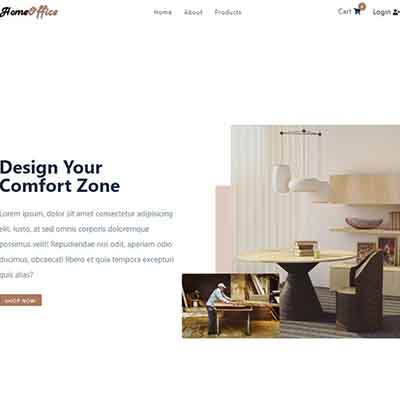 HomeOffice
Home About Products
Cart 0 Login
Design Your
Comfort Zone
Lorem ipsum, dolor sit amet consectetur adipisicing
elit. Iusto, at sed omnis corporis doloremque
possimus velit! Repudiandae nisi odit, aperiam odio
ducimus, obcaecati libero et quia tempora excepturi
quis alias?
SHOP NOW